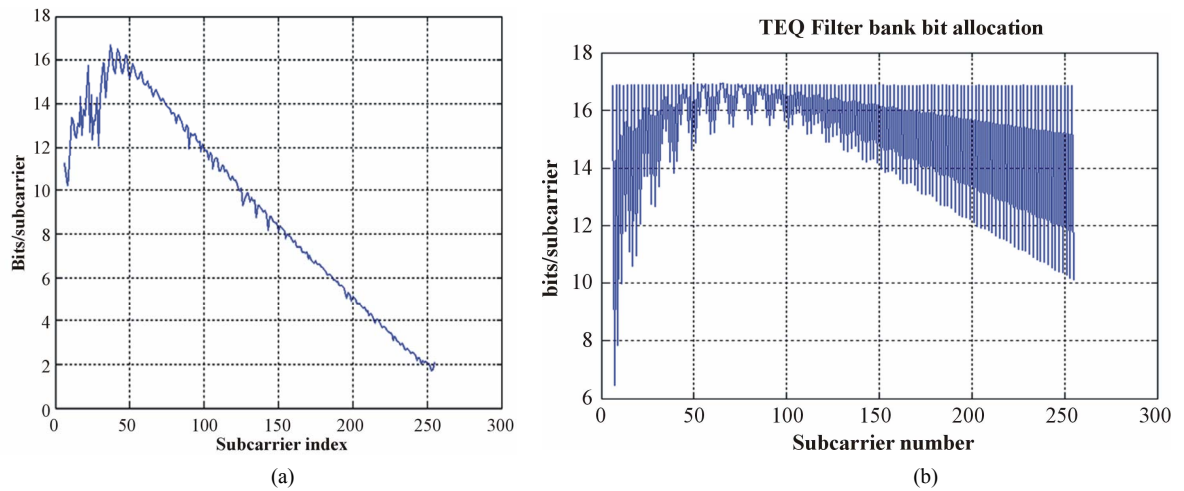 18
16
14
12
10
8
6
4
2
0
Bits/subcarrier
0 50 100 150 200 250 300
Subcarrier index
(a)
TEQ Filter bank bit allocation
18
16
14
12
10
8
6
bits/subcarrier
0 50 100 150 200 250 300
Subcarrier number
(b)